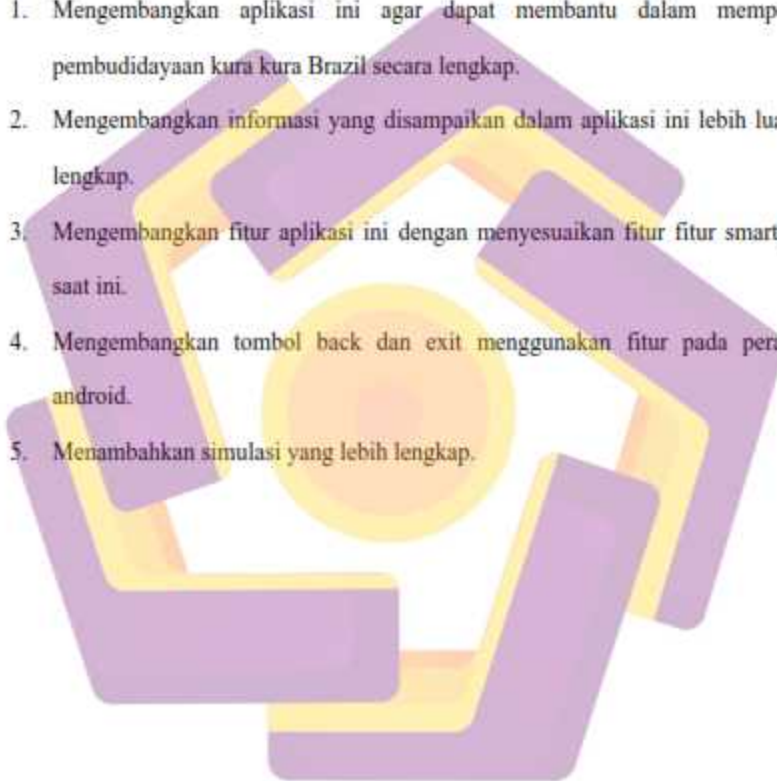 1. Mengembangkan aplikasi ini agar dapat membantu dalam memp
pembudidayaan kura kura Brazil secara lengkap.
2. Mengembangkan informasi yang disampaikan dalam aplikasi ini lebih lua
lengkap.
3. Mengembangkan fitur aplikasi ini dengan menyesuaikan fitur fitur smart
saat ini.
4. Mengembangkan tombol back dan exit menggunakan fitur pada pera
android.
5. Menambahkan simulasi yang lebih lengkap.